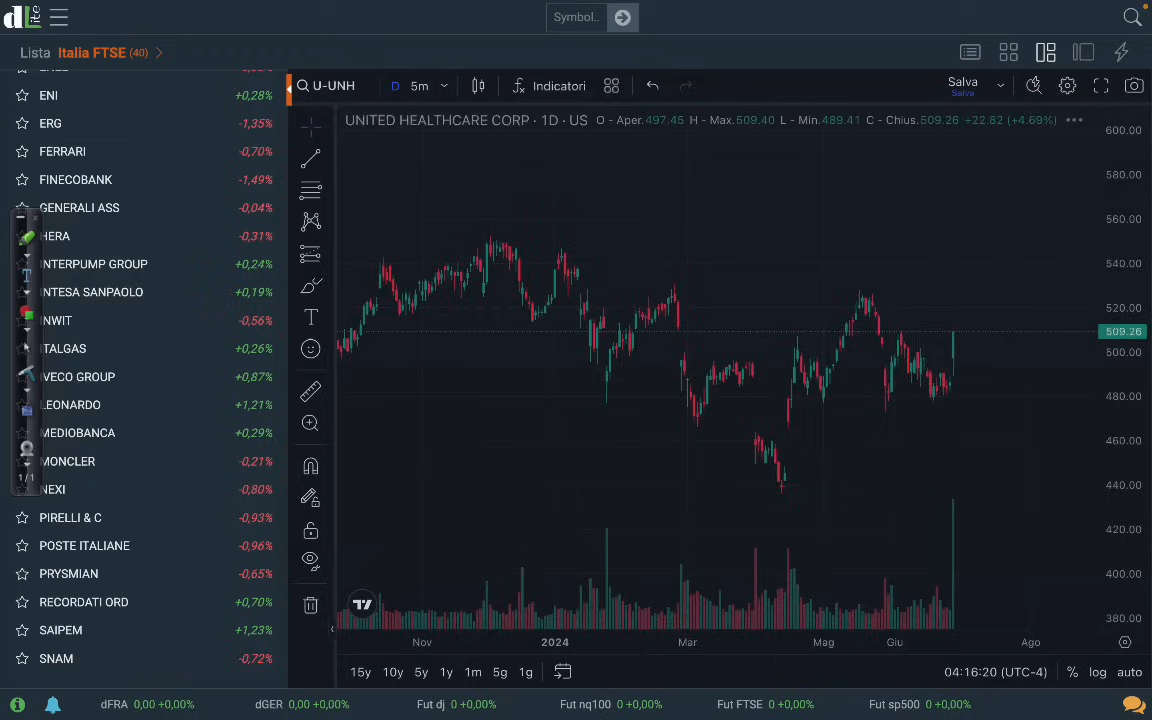 dLite
Symbol..
Lista Italia FTSE (40)
ENI +0,28%
ERG -1,35%
FERRARI -0,70%
FINECOBANK -1,49%
GENERALI ASS -0,04%
HERA -0,31%
INTERPUMP GROUP +0,24%
INTESA SANPAOLO +0,19%
INWIT -0,56%
ITALGAS +0,26%
IVECO GROUP +0,87%
LEONARDO +1,21%
MEDIOBANCA +0,29%
MONCLER -0,21%
1/1
NEXI -0,80%
PIRELLI & C -0,93%
POSTE ITALIANE -0,96%
PRYSMIAN -0,65%
RECORDATI ORD +0,70%
SAIPEM +1,23%
SNAM -0,72%
U-UNH D 5m Indicatori Salva
Salva
UNITED HEALTHCARE CORP · 1D · US O - Aper.497.45 H - Max.509.40 L - Min.489.41 C - Chius.509.26 +22.82 (+4.69%)
600.00
580.00
560.00
540.00
520.00
509.26
500.00
480.00
460.00
440.00
420.00
400.00
380.00
Nov 2024 Mar Mag Giu Ago
15y 10y 5y 1y 1m 5g 1g 04:16:20 (UTC-4) % log auto
dFRA 0,00 +0,00% dGER 0,00 +0,00% Fut dj 0 +0,00% Fut nq100 0 +0,00% Fut FTSE 0 +0,00% Fut sp500 0 +0,00%